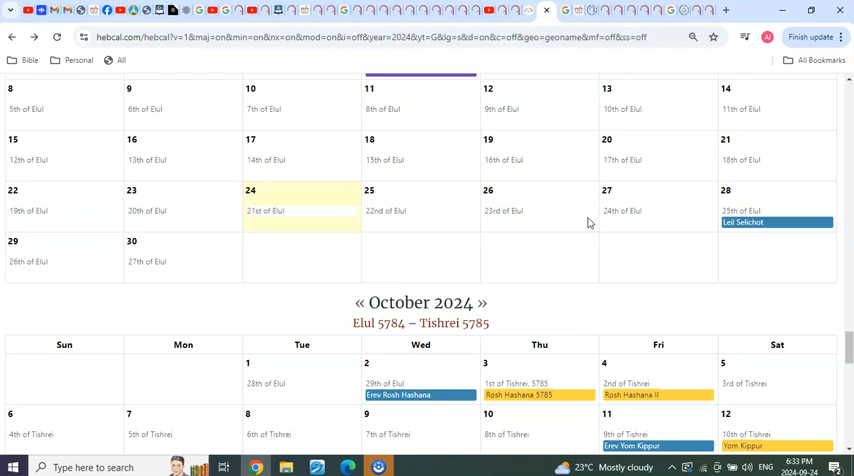 Finish update
hebcal.com/hebcal?v=1&maj=on&min=on&nx=on&mod=on&i=off&year=2024&yt=G&lg=s&d=on&c=off&geo=geoname&mf=off&ss=off
AI
Bible Personal All All Bookmarks
8 9 10 11 12 13 14
5th of Elul 6th of Elul 7th of Elul 8th of Elul 9th of Elul 10th of Elul 11th of Elul
15 16 17 18 19 20 21
12th of Elul 13th of Elul 14th of Elul 15th of Elul 16th of Elul 17th of Elul 18th of Elul
22 23 24 25 26 27 28
19th of Elul 20th of Elul 21st of Elul 22nd of Elul 23rd of Elul 24th of Elul 25th of Elul
Leil Selichot
29 30
26th of Elul 27th of Elul
« October 2024 »
Elul 5784 – Tishrei 5785
Sun Mon Tue Wed Thu Fri Sat
1 2 3 4 5
28th of Elul 29th of Elul 1st of Tishrei, 5785 2nd of Tishrei 3rd of Tishrei
Erev Rosh Hashana Rosh Hashana 5785 Rosh Hashana II
6 7 8 9 10 11 12
4th of Tishrei 5th of Tishrei 6th of Tishrei 7th of Tishrei 8th of Tishrei 9th of Tishrei 10th of Tishrei
Erev Yom Kippur Yom Kippur
Type here to search 23°C Mostly cloudy ENG 6:33 PM
2024-09-24